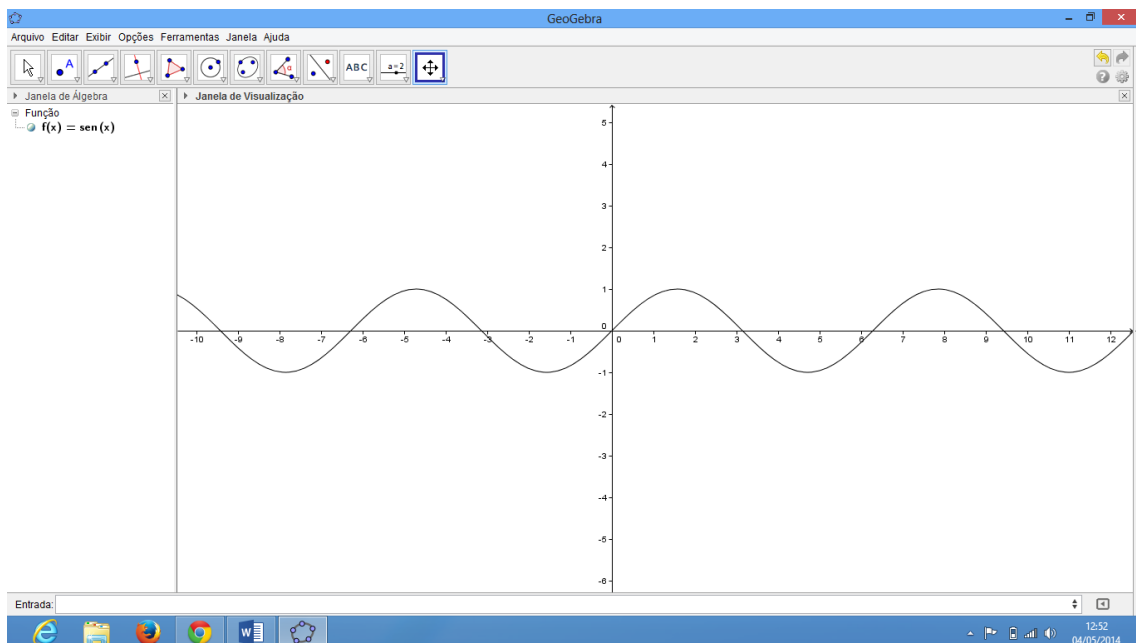 GeoGebra
Arquivo Editar Exibir Opções Ferramentas Janela Ajuda
A
α
ABC
a=2
Janela de Álgebra
Janela de Visualização
Função
f(x) = sen (x)
5
4
3
2
1
0
-10 -9 -8 -7 -6 -5 -4 -3 -2 -1 0 1 2 3 4 5 6 7 8 9 10 11 12
-1
-2
-3
-4
-5
-6
Entrada:
12:52
04/05/2014